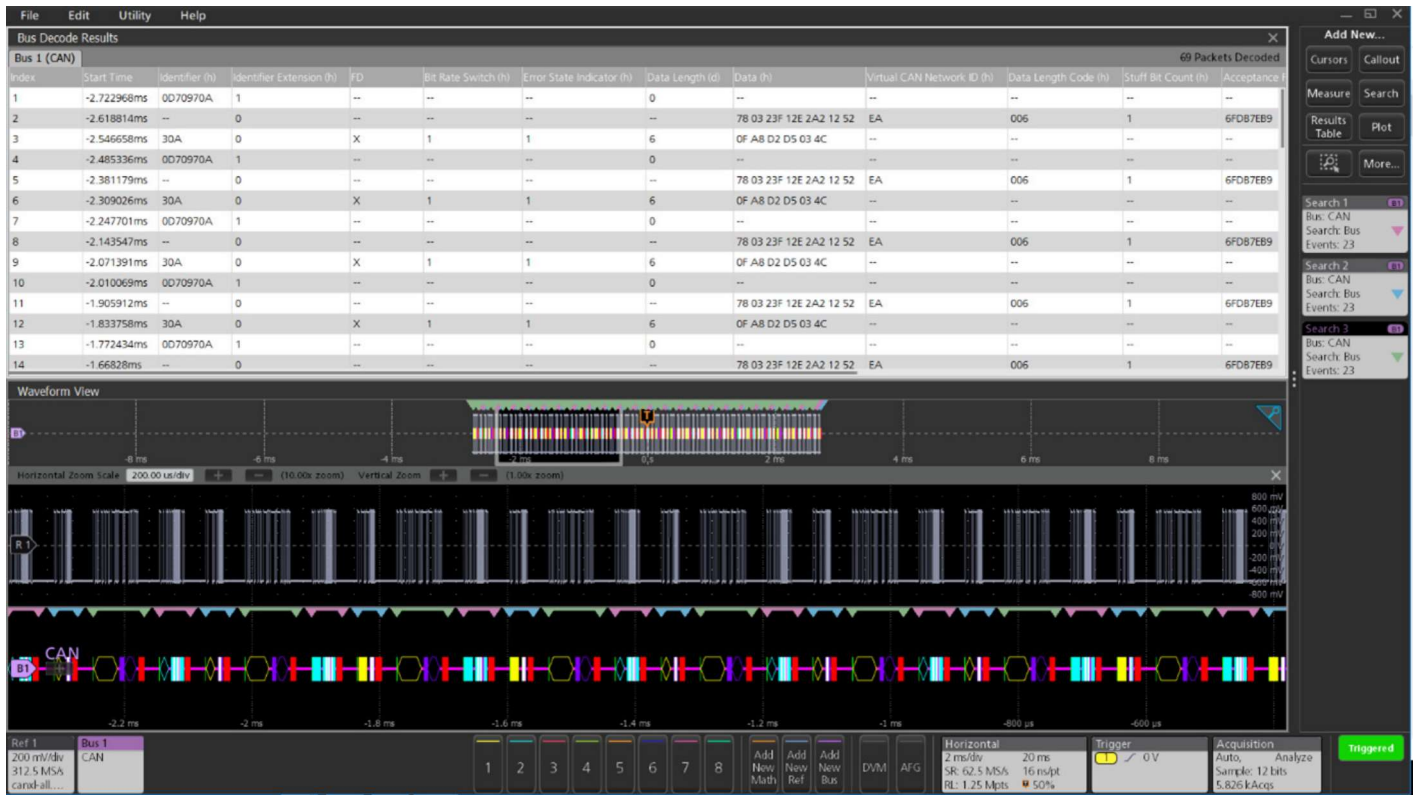 File Edit Utility Help
Bus Decode Results
Bus 1 (CAN) 69 Packets Decoded
Index Start Time Identifier (h) Identifier Extension (h) FD Bit Rate Switch (h) Error State Indicator (h) Data Length (d) Data (h) Virtual CAN Network ID (h) Data Length Code (h) Stuff Bit Count (h) Acceptance F
1 -2.722968ms 0D70970A 1 -- -- -- 0 -- -- -- -- --
2 -2.618814ms -- 0 -- -- -- -- 78 03 23F 12E 2A2 12 52 EA 006 1 6FDB7EB9
3 -2.546658ms 30A 0 X 1 1 6 0F A8 D2 D5 03 4C -- -- -- --
4 -2.485336ms 0D70970A 1 -- -- -- 0 -- -- -- -- --
5 -2.381179ms -- 0 -- -- -- -- 78 03 23F 12E 2A2 12 52 EA 006 1 6FDB7EB9
6 -2.309026ms 30A 0 X 1 1 6 0F A8 D2 D5 03 4C -- -- -- --
7 -2.247701ms 0D70970A 1 -- -- -- 0 -- -- -- -- --
8 -2.143547ms -- 0 -- -- -- -- 78 03 23F 12E 2A2 12 52 EA 006 1 6FDB7EB9
9 -2.071391ms 30A 0 X 1 1 6 0F A8 D2 D5 03 4C -- -- -- --
10 -2.010069ms 0D70970A 1 -- -- -- 0 -- -- -- -- --
11 -1.905912ms -- 0 -- -- -- -- 78 03 23F 12E 2A2 12 52 EA 006 1 6FDB7EB9
12 -1.833758ms 30A 0 X 1 1 6 0F A8 D2 D5 03 4C -- -- -- --
13 -1.772434ms 0D70970A 1 -- -- -- 0 -- -- -- -- --
14 -1.66828ms -- 0 -- -- -- -- 78 03 23F 12E 2A2 12 52 EA 006 1 6FDB7EB9
Waveform View
T
B1
-8 ms -6 ms -4 ms -2 ms 0 s 2 ms 4 ms 6 ms 8 ms
Horizontal Zoom Scale 200.00 us/div + − (10.00x zoom) Vertical Zoom + − (1.00x zoom)
800 mV
600 mV
400 mV
200 mV
R 1
-200 mV
-400 mV
-800 mV
CAN
B1
-2.2 ms -2 ms -1.8 ms -1.6 ms -1.4 ms -1.2 ms -1 ms -800 µs -600 µs
Add New...
Cursors Callout
Measure Search
Results Table Plot
More...
Search 1 B1
Bus: CAN
Search: Bus
Events: 23
Search 2 B1
Bus: CAN
Search: Bus
Events: 23
Search 3 B1
Bus: CAN
Search: Bus
Events: 23
Ref 1
200 mV/div
312.5 MS/s
canxl-all....
Bus 1
CAN
1 2 3 4 5 6 7 8
Add New Math
Add New Ref
Add New Bus
DVM AFG
Horizontal
2 ms/div 20 ms
SR: 62.5 MS/s 16 ns/pt
RL: 1.25 Mpts 50%
Trigger
1 0 V
Acquisition
Auto, Analyze
Sample: 12 bits
5.826 kAcqs
Triggered